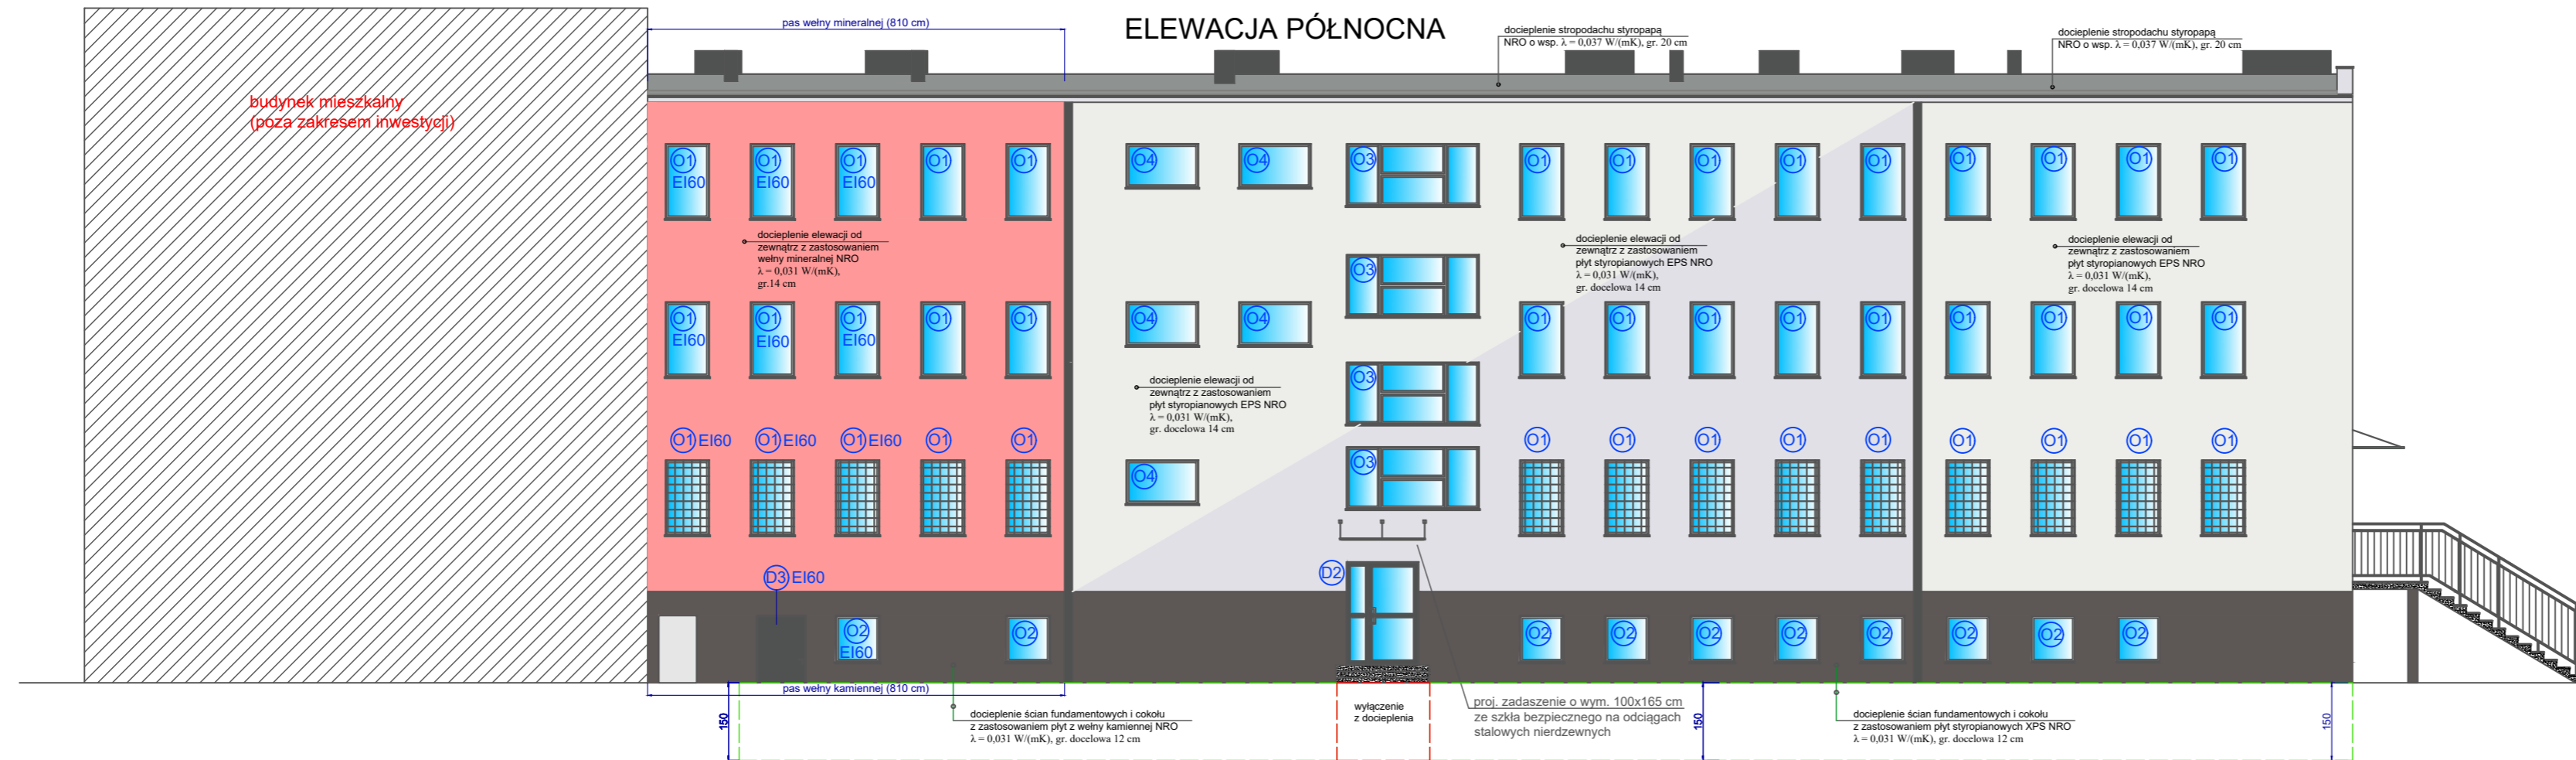 pas wełny mineralnej (810 cm)
ELEWACJA PÓŁNOCNA
docieplenie stropodachu styropapą
NRO o wsp. λ = 0,037 W/(mK), gr. 20 cm
docieplenie stropodachu styropapą
NRO o wsp. λ = 0,037 W/(mK), gr. 20 cm
budynek mieszkalny
(poza zakresem inwestycji)
O1 O1 O1 O1 O1 O4 O4 O3 O1 O1 O1 O1 O1 O1 O1 O1 O1
EI60 EI60 EI60
docieplenie elewacji od
zewnątrz z zastosowaniem
wełny mineralnej NRO
λ = 0,031 W/(mK),
gr.14 cm
O3
docieplenie elewacji od
zewnątrz z zastosowaniem
płyt styropianowych EPS NRO
λ = 0,031 W/(mK),
gr. docelowa 14 cm
docieplenie elewacji od
zewnątrz z zastosowaniem
płyt styropianowych EPS NRO
λ = 0,031 W/(mK),
gr. docelowa 14 cm
O1 O1 O1 O1 O1 O4 O4 O1 O1 O1 O1 O1 O1 O1 O1 O1
EI60 EI60 EI60
O3
docieplenie elewacji od
zewnątrz z zastosowaniem
płyt styropianowych EPS NRO
λ = 0,031 W/(mK),
gr. docelowa 14 cm
O1 EI60 O1 EI60 O1 EI60 O1 O1 O1 O1 O1 O1 O1 O1 O1 O1 O1
O4 O3
D3 EI60 D2
O2 O2 O2 O2 O2 O2 O2 O2 O2 O2
EI60
pas wełny kamiennej (810 cm)
150
docieplenie ścian fundamentowych i cokołu
z zastosowaniem płyt z wełny kamiennej NRO
λ = 0,031 W/(mK), gr. docelowa 12 cm
wyłączenie
z docieplenia
proj. zadaszenie o wym. 100x165 cm
ze szkła bezpiecznego na odciągach
stalowych nierdzewnych
150
docieplenie ścian fundamentowych i cokołu
z zastosowaniem płyt styropianowych XPS NRO
λ = 0,031 W/(mK), gr. docelowa 12 cm
150